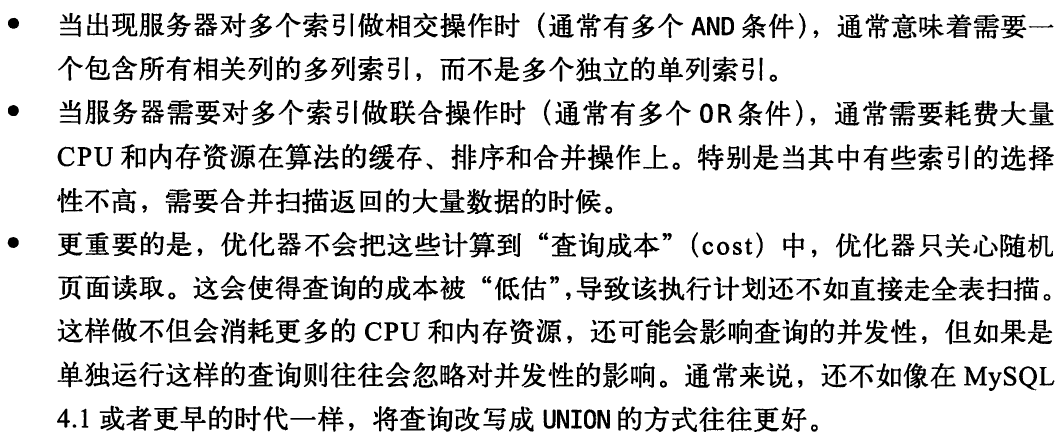 • 当出现服务器对多个索引做相交操作时（通常有多个 AND 条件），通常意味着需要一
个包含所有相关列的多列索引，而不是多个独立的单列索引。
• 当服务器需要对多个索引做联合操作时（通常有多个 OR 条件），通常需要耗费大量
CPU 和内存资源在算法的缓存、排序和合并操作上。特别是当其中有些索引的选择
性不高，需要合并扫描返回的大量数据的时候。
• 更重要的是，优化器不会把这些计算到“查询成本”（cost）中，优化器只关心随机
页面读取。这会使得查询的成本被“低估”，导致该执行计划还不如直接走全表扫描。
这样做不但会消耗更多的 CPU 和内存资源，还可能会影响查询的并发性，但如果是
单独运行这样的查询则往往会忽略对并发性的影响。通常来说，还不如像在 MySQL
4.1 或者更早的时代一样，将查询改写成 UNION 的方式往往更好。